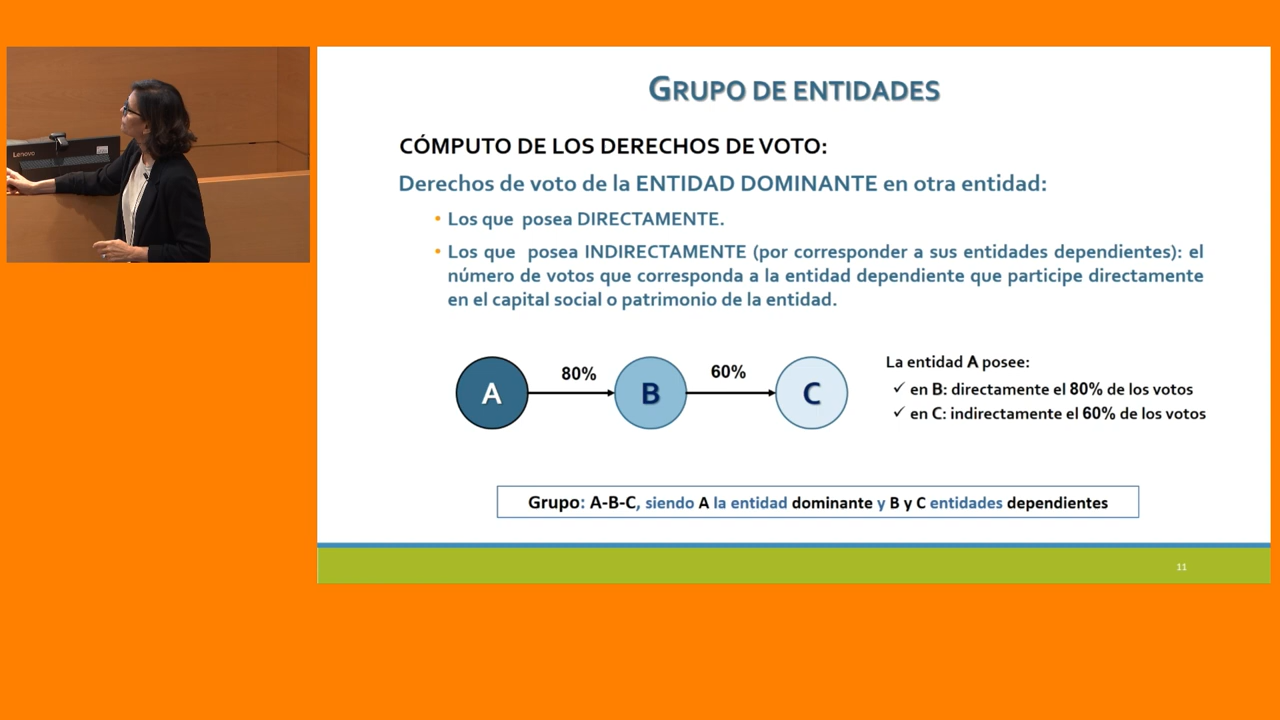 GRUPO DE ENTIDADES
CÓMPUTO DE LOS DERECHOS DE VOTO:
Derechos de voto de la ENTIDAD DOMINANTE en otra entidad:
• Los que posea DIRECTAMENTE.
• Los que posea INDIRECTAMENTE (por corresponder a sus entidades dependientes): el
número de votos que corresponda a la entidad dependiente que participe directamente
en el capital social o patrimonio de la entidad.
A
80%
B
60%
C
La entidad A posee:
✓ en B: directamente el 80% de los votos
✓ en C: indirectamente el 60% de los votos
Grupo: A-B-C, siendo A la entidad dominante y B y C entidades dependientes
11
Lenovo